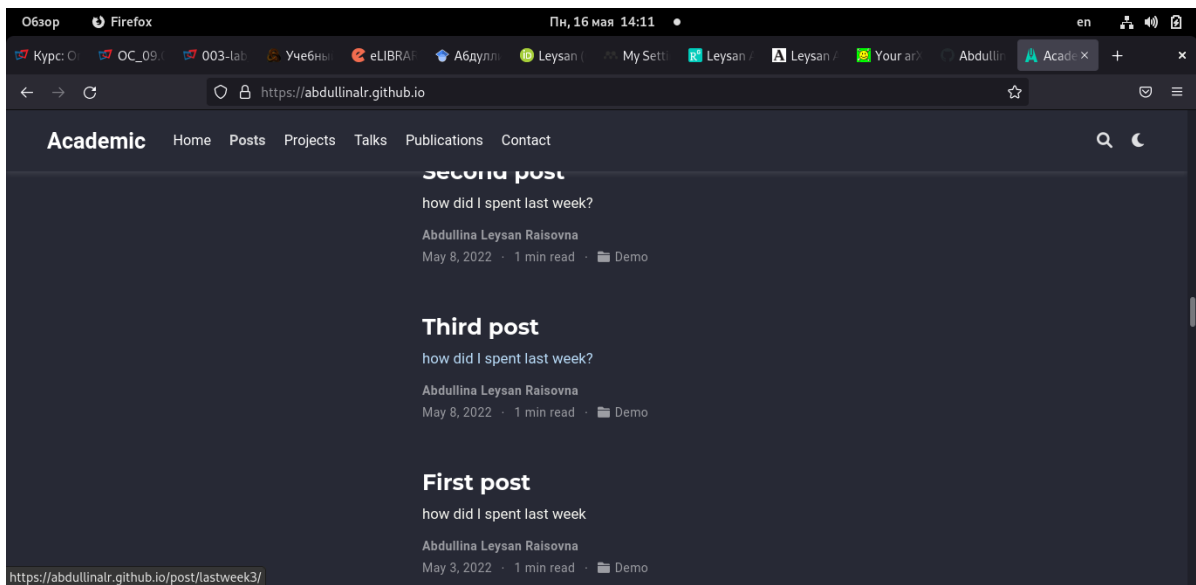 Обзор Firefox Пн, 16 мая 14:11 en
Курс: О ОС_09. 003-lab Учебны eLIBRAR Абдулл Leysan ( My Setti Leysan / Leysan / Your arX Abdullin Acade
https://abdullinalr.github.io
Academic Home Posts Projects Talks Publications Contact
Second post
how did I spent last week?
Abdullina Leysan Raisovna
May 8, 2022 · 1 min read · Demo
Third post
how did I spent last week?
Abdullina Leysan Raisovna
May 8, 2022 · 1 min read · Demo
First post
how did I spent last week
Abdullina Leysan Raisovna
May 3, 2022 · 1 min read · Demo
https://abdullinalr.github.io/post/lastweek3/